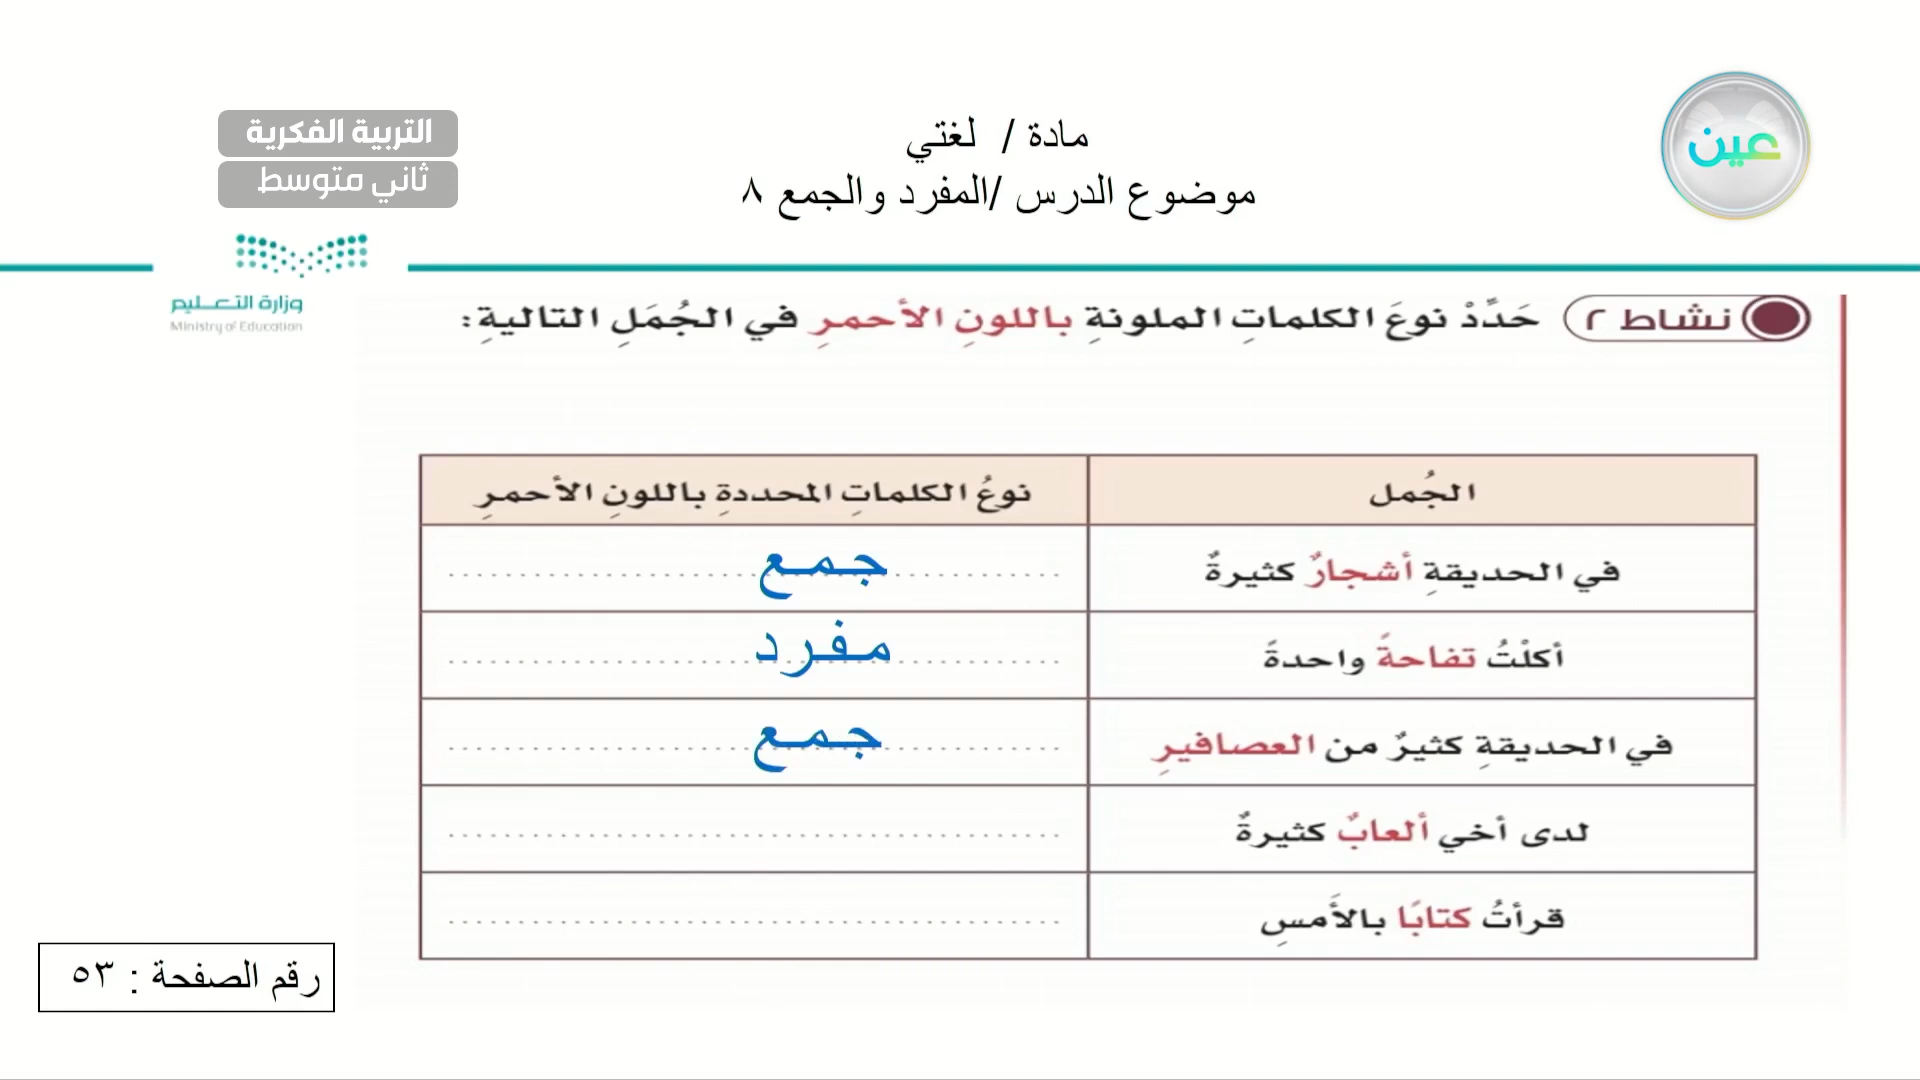 مادة / لغتي
موضوع الدرس /المفرد والجمع ٨
عين
التربية الفكرية
ثاني متوسط
وزارة التعـليم
Ministry of Education
نشاط ٢
حَدِّدْ نوعَ الكلماتِ الملونةِ باللونِ الأحمرِ في الجُمَلِ التاليةِ:
الجُمل
نوعُ الكلماتِ المحددةِ باللونِ الأحمرِ
في الحديقةِ أشجارٌ كثيرةٌ
جمع
أكلْتُ تفاحةً واحدةً
مفرد
في الحديقةِ كثيرٌ من العصافيرِ
جمع
لدى أخي ألعابٌ كثيرةٌ
قرأتُ كتابًا بالأَمسِ
رقم الصفحة : ٥٣